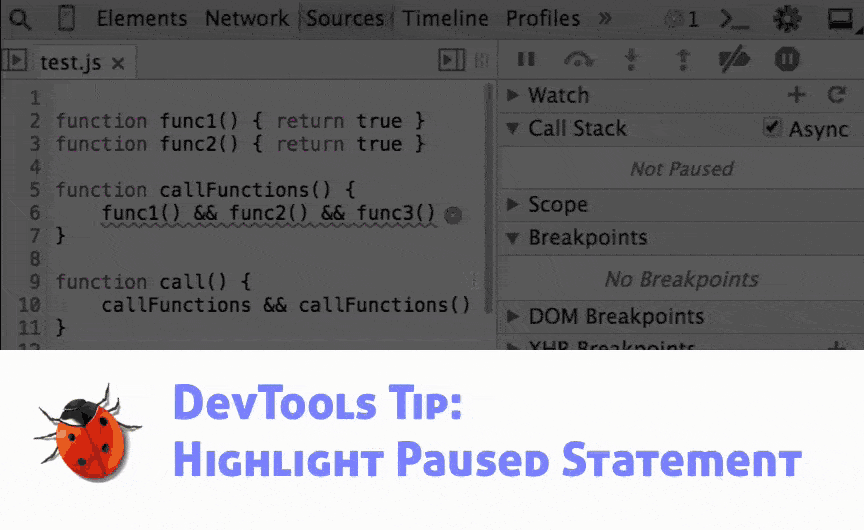 Elements Network Sources Timeline Profiles » 1
test.js ×
Watch
Call Stack Async
Not Paused
Scope
Breakpoints
No Breakpoints
DOM Breakpoints
XHR Breakpoints
1
2 function func1() { return true }
3 function func2() { return true }
4
5 function callFunctions() {
6 func1() && func2() && func3()
7 }
8
9 function call() {
10 callFunctions && callFunctions()
11 }
12
DevTools Tip:
Highlight Paused Statement